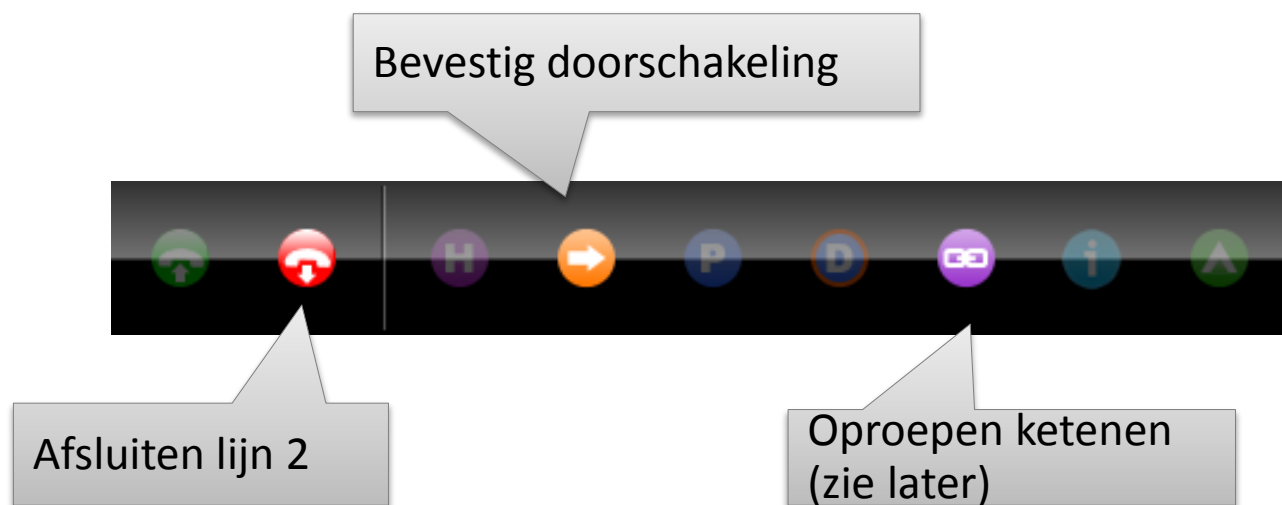 Bevestig doorschakeling
H
P
D
i
Afsluiten lijn 2
Oproepen ketenen
(zie later)